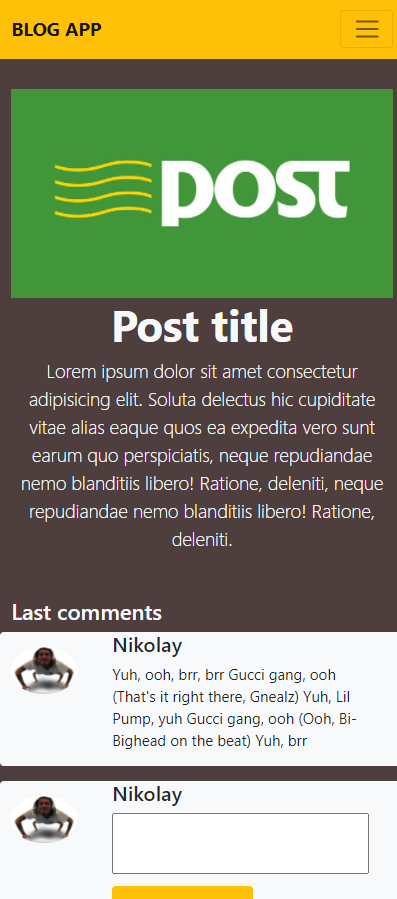 BLOG APP
post
Post title
Lorem ipsum dolor sit amet consectetur
adipisicing elit. Soluta delectus hic cupiditate
vitae alias eaque quos ea expedita vero sunt
earum quo perspiciatis, neque repudiandae
nemo blanditiis libero! Ratione, deleniti, neque
repudiandae nemo blanditiis libero! Ratione,
deleniti.
Last comments
Nikolay
Yuh, ooh, brr, brr Gucci gang, ooh
(That's it right there, Gnealz) Yuh, Lil
Pump, yuh Gucci gang, ooh (Ooh, Bi-
Bighead on the beat) Yuh, brr
Nikolay